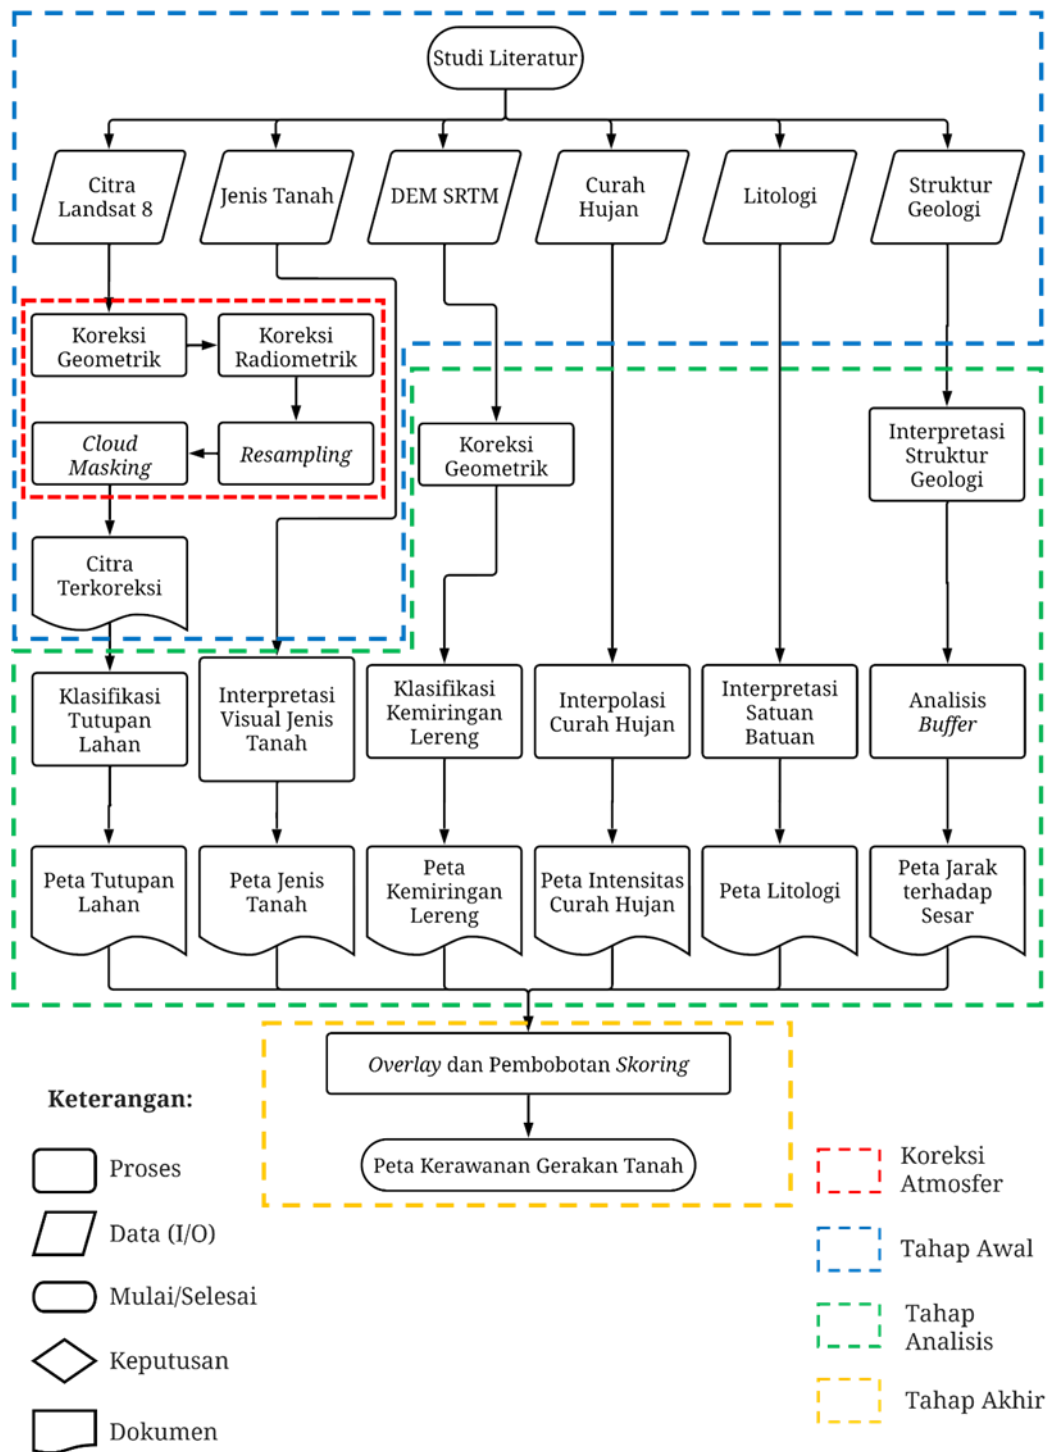 Studi Literatur
Citra
Landsat 8
Jenis Tanah
DEM SRTM
Curah
Hujan
Litologi
Struktur
Geologi
Koreksi
Geometrik
Koreksi
Radiometrik
Cloud
Masking
Resampling
Koreksi
Geometrik
Interpretasi
Struktur
Geologi
Citra
Terkoreksi
Klasifikasi
Tutupan
Lahan
Interpretasi
Visual Jenis
Tanah
Klasifikasi
Kemiringan
Lereng
Interpolasi
Curah Hujan
Interpretasi
Satuan
Batuan
Analisis
Buffer
Peta Tutupan
Lahan
Peta Jenis
Tanah
Peta
Kemiringan
Lereng
Peta Intensitas
Curah Hujan
Peta Litologi
Peta Jarak
terhadap
Sesar
Overlay dan Pembobotan Skoring
Peta Kerawanan Gerakan Tanah
Keterangan:
Proses
Data (I/O)
Mulai/Selesai
Keputusan
Dokumen
Koreksi
Atmosfer
Tahap Awal
Tahap
Analisis
Tahap Akhir